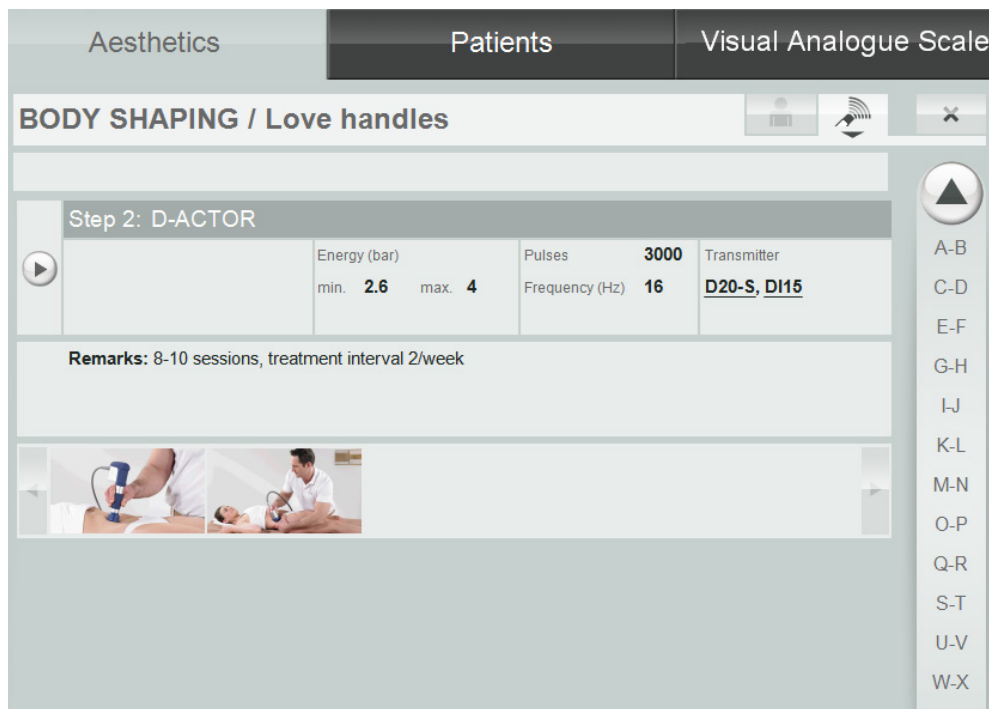 Aesthetics
Patients
Visual Analogue Scale
BODY SHAPING / Love handles
Step 2: D-ACTOR
Energy (bar)
min. 2.6 max. 4
Pulses 3000
Frequency (Hz) 16
Transmitter
D20-S, DI15
Remarks: 8-10 sessions, treatment interval 2/week
A-B
C-D
E-F
G-H
I-J
K-L
M-N
O-P
Q-R
S-T
U-V
W-X